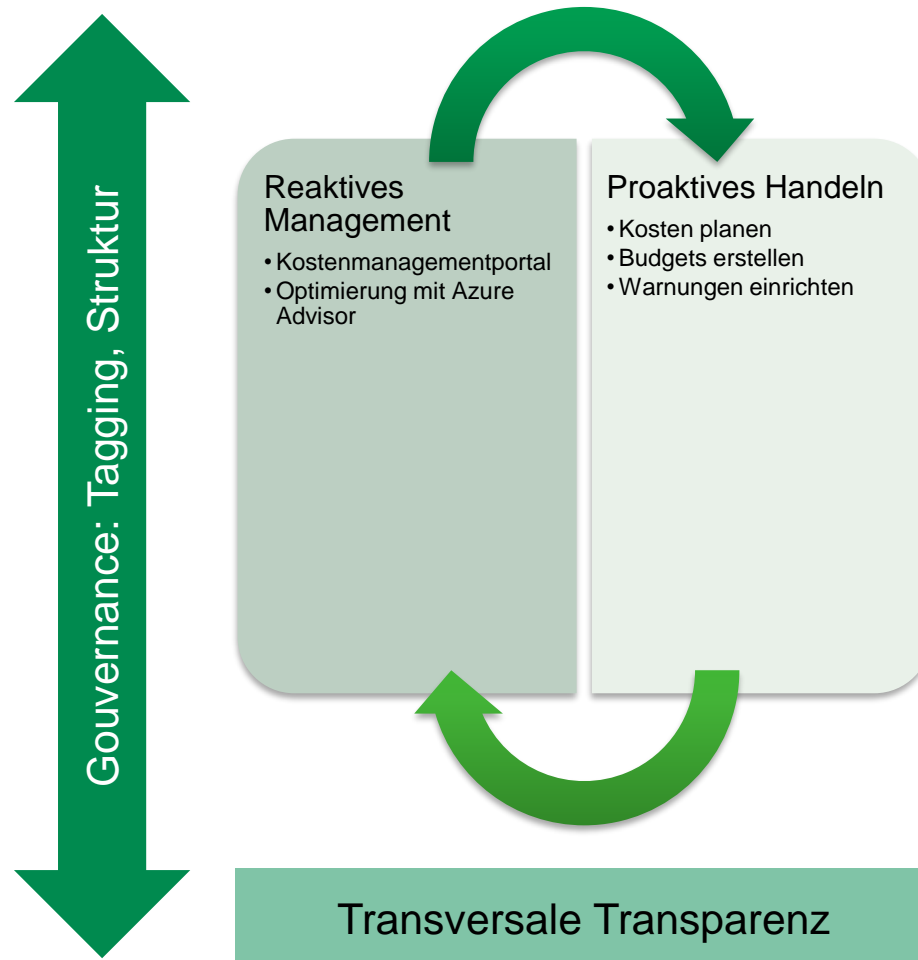 Gouvernance: Tagging, Struktur
Reaktives
Management
• Kostenmanagementportal
• Optimierung mit Azure
Advisor
Proaktives Handeln
• Kosten planen
• Budgets erstellen
• Warnungen einrichten
Transversale Transparenz